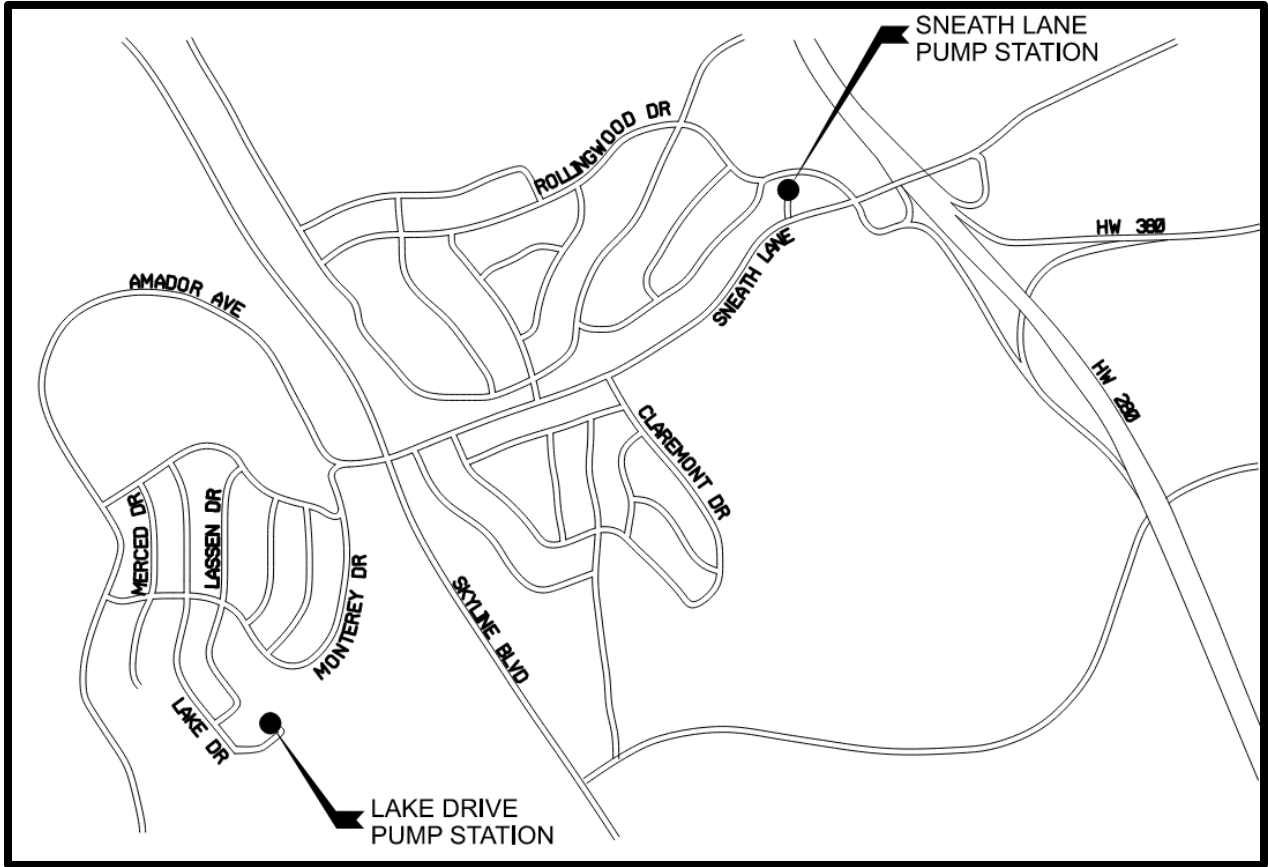 SNEATH LANE
PUMP STATION
ROLLINGWOOD DR
HW 380
SNEATH LANE
AMADOR AVE
HW 280
CLAREMONT DR
MERCED DR
LASSEN DR
MONTEREY DR
SKYLINE BLVD
LAKE DR
LAKE DRIVE
PUMP STATION